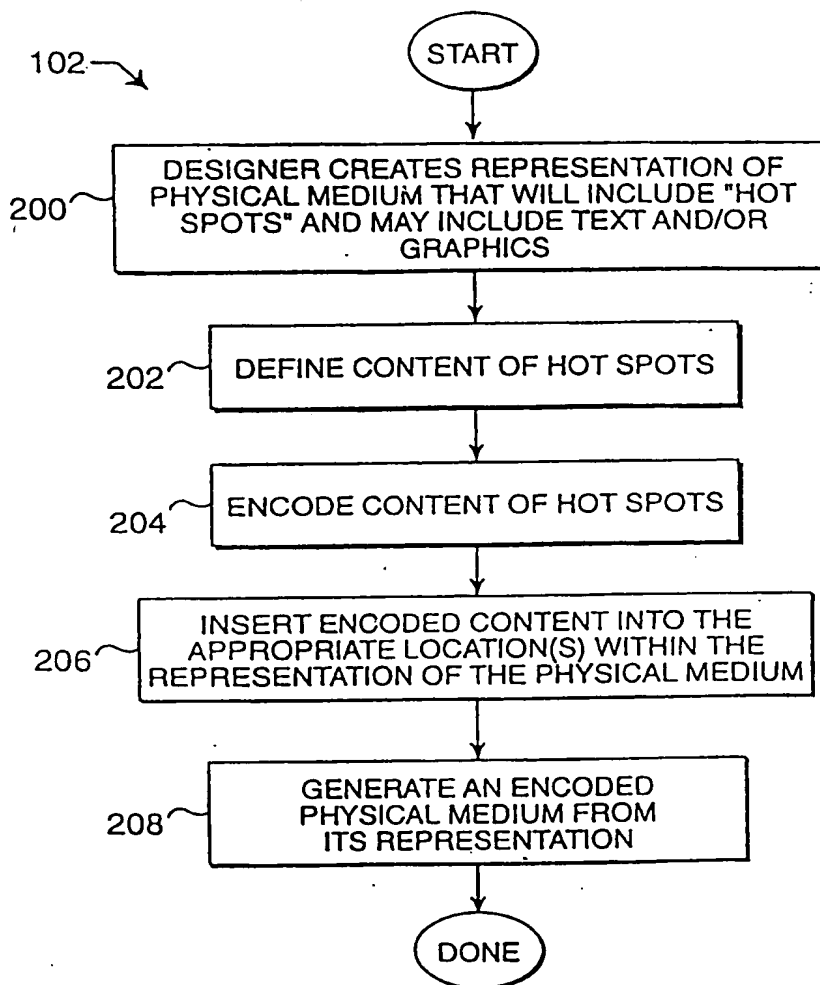 START
102
DESIGNER CREATES REPRESENTATION OF
PHYSICAL MEDIUM THAT WILL INCLUDE "HOT
SPOTS" AND MAY INCLUDE TEXT AND/OR
GRAPHICS
200
202
DEFINE CONTENT OF HOT SPOTS
204
ENCODE CONTENT OF HOT SPOTS
INSERT ENCODED CONTENT INTO THE
APPROPRIATE LOCATION(S) WITHIN THE
REPRESENTATION OF THE PHYSICAL MEDIUM
206
GENERATE AN ENCODED
PHYSICAL MEDIUM FROM
ITS REPRESENTATION
208
DONE